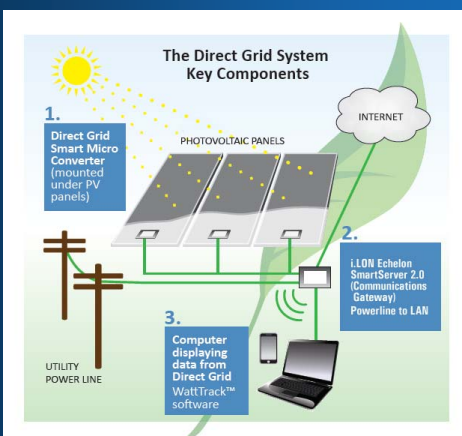 The Direct Grid System
Key Components
1.
Direct Grid
Smart Micro
Converter
(mounted
under PV
panels)
PHOTOVOLTAIC PANELS
INTERNET
2.
i.LON Echelon
SmartServer 2.0
(Communications
Gateway)
Powerline to LAN
3.
Computer
displaying
data from
Direct Grid
WattTrack™
software
UTILITY
POWER LINE